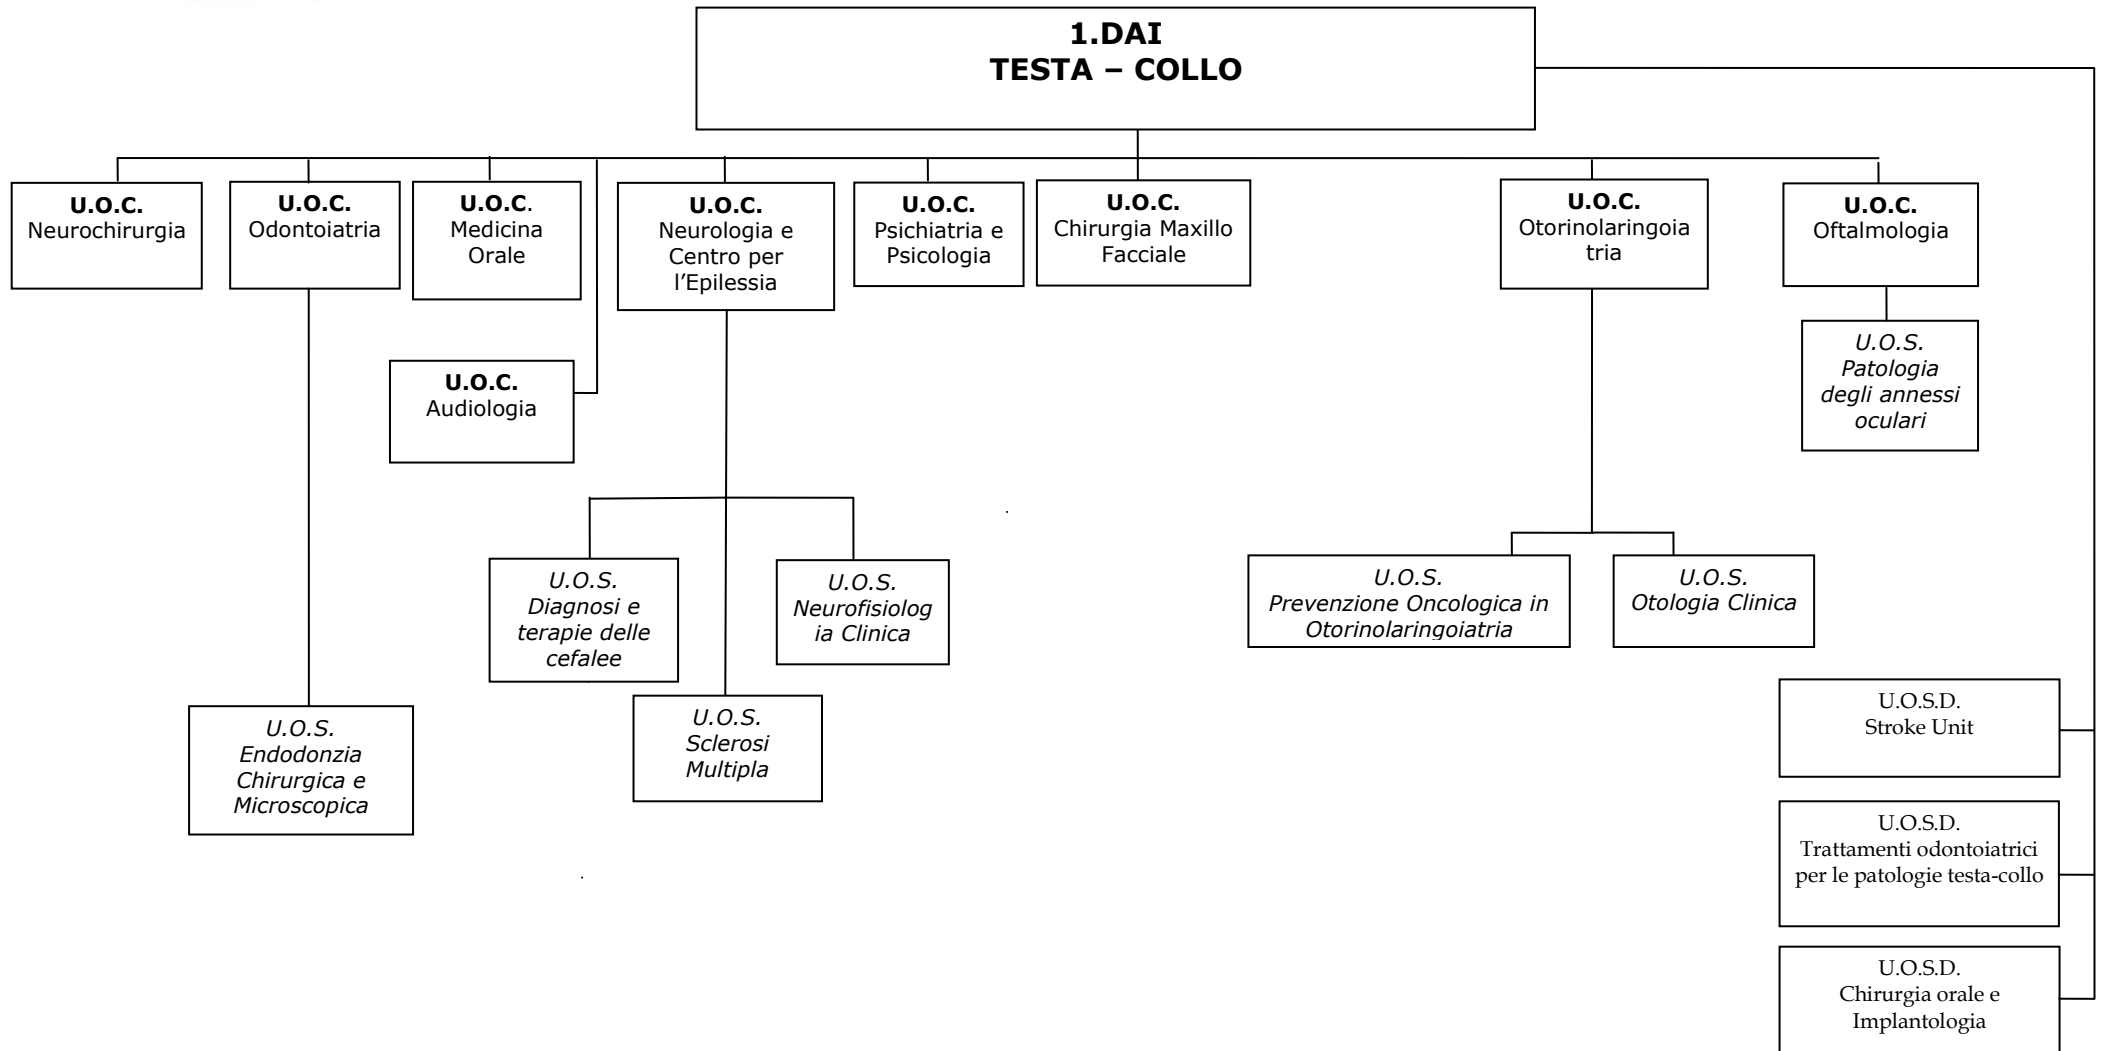 1.DAI
TESTA – COLLO
U.O.C.
Neurochirurgia
U.O.C.
Odontoiatria
U.O.C.
Medicina
Orale
U.O.C.
Neurologia e
Centro per
l’Epilessia
U.O.C.
Psichiatria e
Psicologia
U.O.C.
Chirurgia Maxillo
Facciale
U.O.C.
Otorinolaringoia
tria
U.O.C.
Oftalmologia
U.O.S.
Patologia
degli annessi
oculari
U.O.C.
Audiologia
U.O.S.
Diagnosi e
terapie delle
cefalee
U.O.S.
Neurofisiolog
ia Clinica
U.O.S.
Prevenzione Oncologica in
Otorinolaringoiatria
U.O.S.
Otologia Clinica
U.O.S.
Endodonzia
Chirurgica e
Microscopica
U.O.S.
Sclerosi
Multipla
U.O.S.D.
Stroke Unit
U.O.S.D.
Trattamenti odontoiatrici
per le patologie testa-collo
U.O.S.D.
Chirurgia orale e
Implantologia